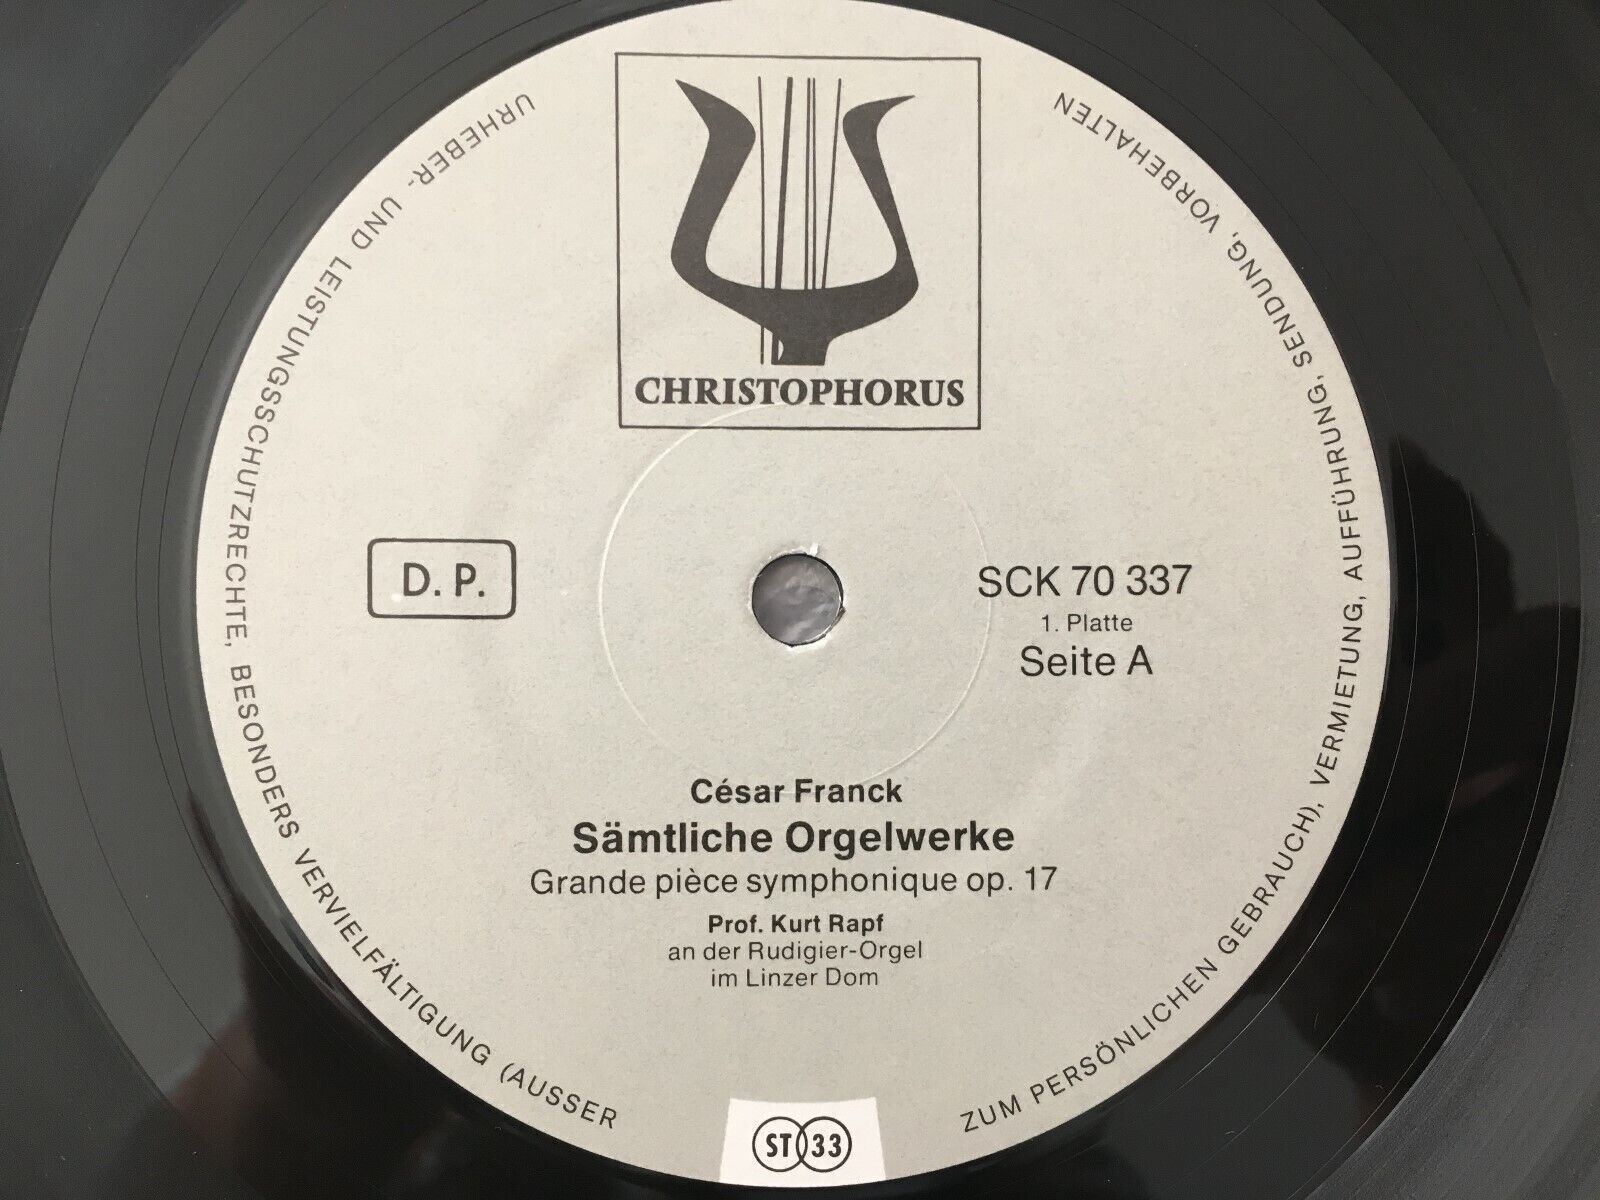 CHRISTOPHORUS
D. P.
SCK 70 337
1. Platte
Seite A
César Franck
Sämtliche Orgelwerke
Grande pièce symphonique op. 17
Prof. Kurt Rapf
an der Rudigier-Orgel
im Linzer Dom
ST 33
URHEBER- UND LEISTUNGSSCHUTZRECHTE, BESONDERS VERVIELFÄLTIGUNG (AUSSER ZUM PERSÖNLICHEN GEBRAUCH), VERMIETUNG, AUFFÜHRUNG, SENDUNG, VORBEHALTEN